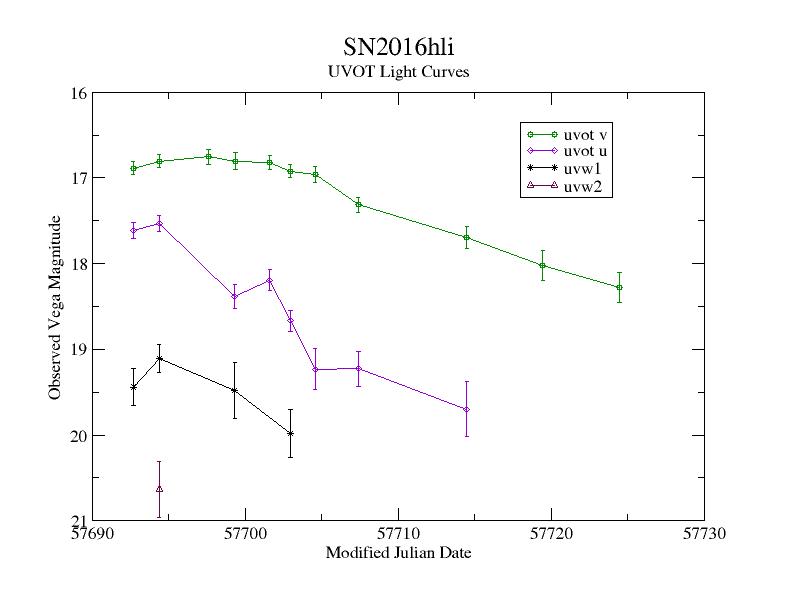 SN2016hli
UVOT Light Curves
16
17
18
19
20
21
Observed Vega Magnitude
uvot v
uvot u
uvw1
uvw2
57690
57700
57710
57720
57730
Modified Julian Date